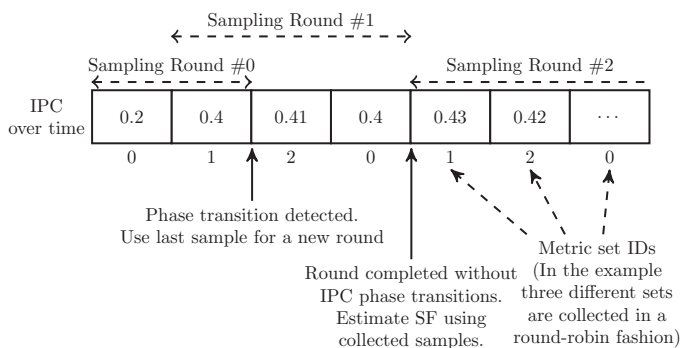 Sampling Round #1
Sampling Round #0
Sampling Round #2
IPC
over time
0.2 0.4 0.41 0.4 0.43 0.42 ···
0 1 2 0 1 2 0
Phase transition detected.
Use last sample for a new round
Round completed without
IPC phase transitions.
Estimate SF using
collected samples.
Metric set IDs
(In the example
three different sets
are collected in a
round-robin fashion)